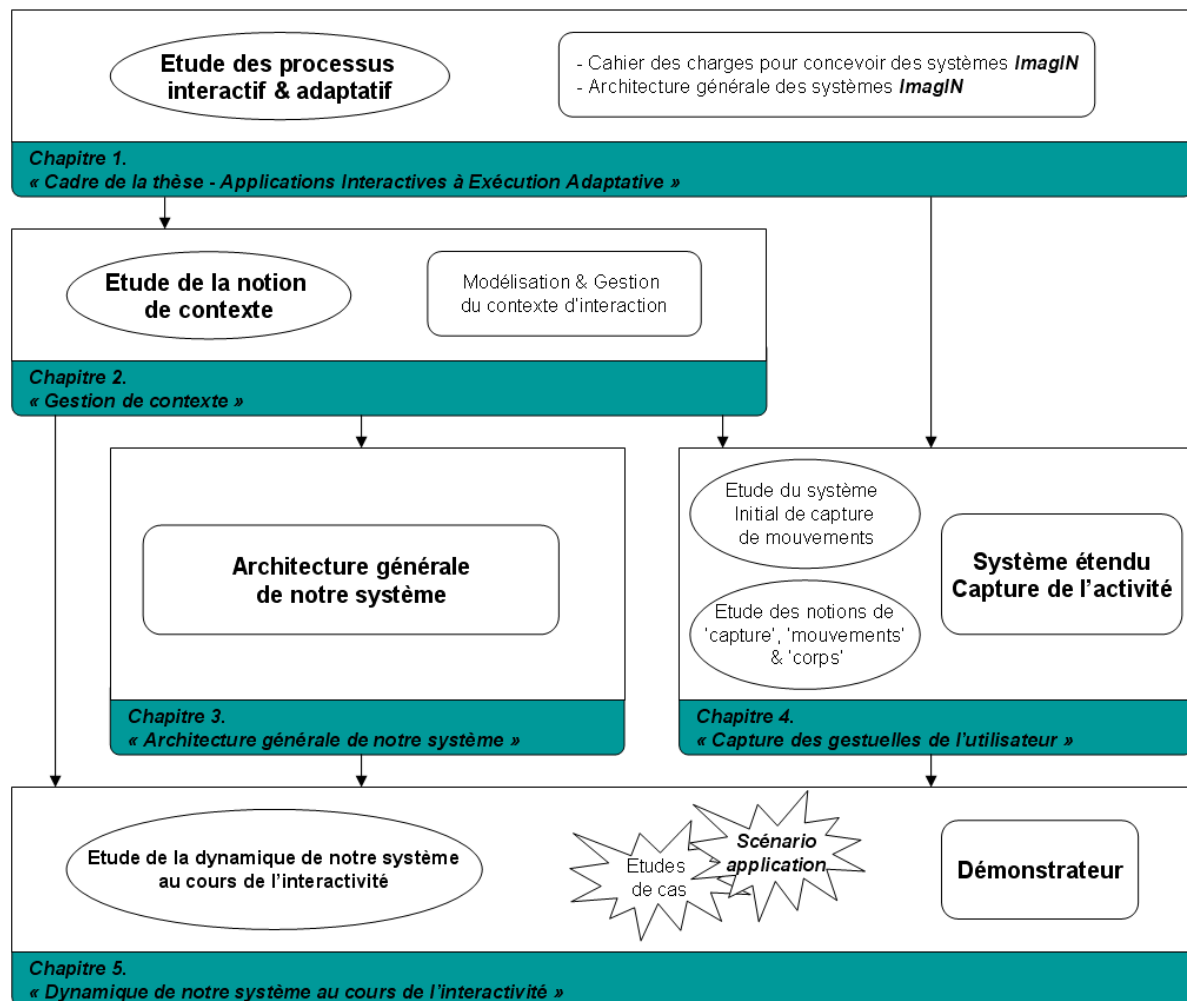 Etude des processus
interactif & adaptatif
- Cahier des charges pour concevoir des systèmes ImagIN
- Architecture générale des systèmes ImagIN
Chapitre 1.
« Cadre de la thèse - Applications Interactives à Exécution Adaptative »
Etude de la notion
de contexte
Modélisation & Gestion
du contexte d'interaction
Chapitre 2.
« Gestion de contexte »
Architecture générale
de notre système
Chapitre 3.
« Architecture générale de notre système »
Etude du système
Initial de capture
de mouvements
Etude des notions de
'capture', 'mouvements'
& 'corps'
Système étendu
Capture de l'activité
Chapitre 4.
« Capture des gestuelles de l'utilisateur »
Etude de la dynamique de notre système
au cours de l'interactivité
Etudes
de cas
Scénario
application
Démonstrateur
Chapitre 5.
« Dynamique de notre système au cours de l'interactivité »